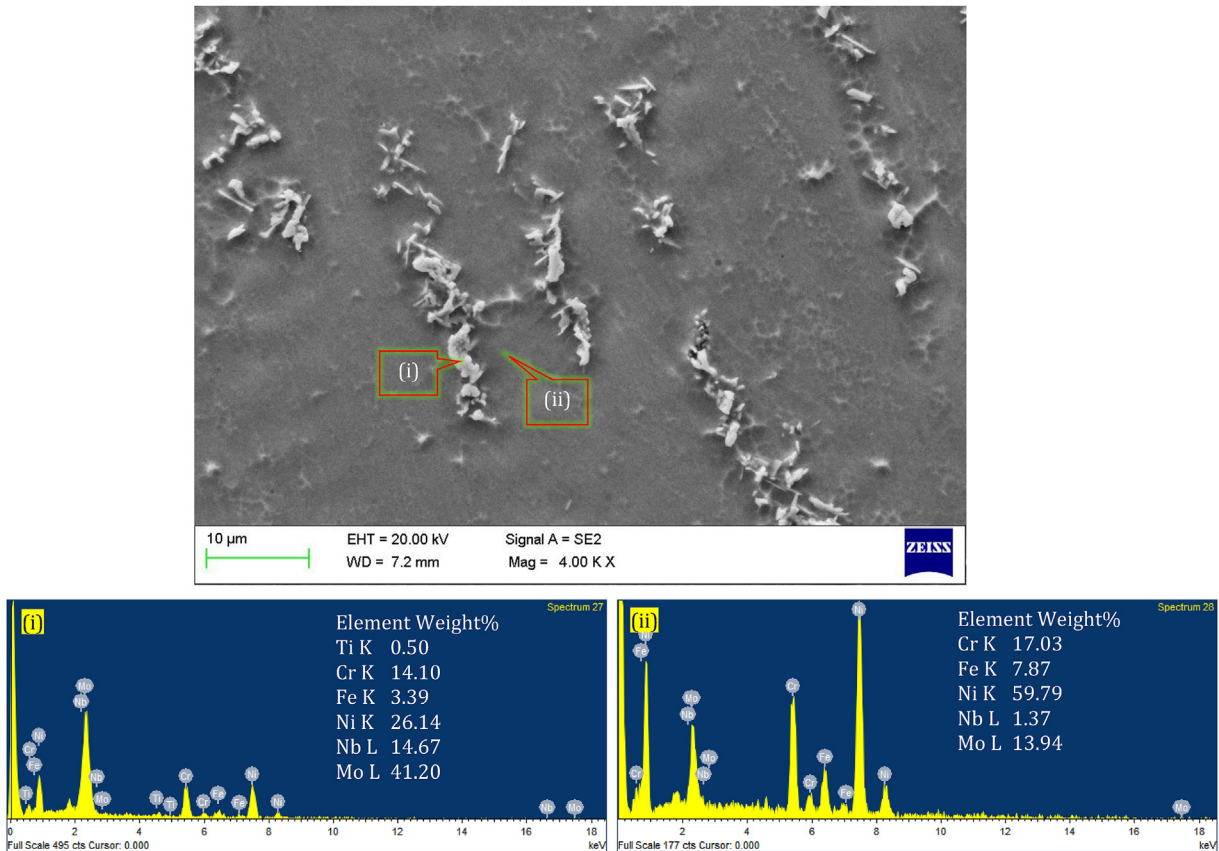 (i)
(ii)
10 µm
EHT = 20.00 kV
Signal A = SE2
WD = 7.2 mm
Mag = 4.00 K X
ZEISS
(i)
Spectrum 27
Element Weight%
Ti K 0.50
Cr K 14.10
Fe K 3.39
Ni K 26.14
Nb L 14.67
Mo L 41.20
Mo
Nb
Ni
Cr
Fe
Ti
Nb
Mo
Ti
Ti
Cr
Cr
Fe
Fe
Ni
Ni
Nb
Mo
0 2 4 6 8 10 12 14 16 18
Full Scale 495 cts Cursor: 0.000
keV
(ii)
Spectrum 28
Element Weight%
Cr K 17.03
Fe K 7.87
Ni K 59.79
Nb L 1.37
Mo L 13.94
Ni
Ni
Fe
Cr
Mo
Nb
Mo
Nb
Cr
Cr
Fe
Fe
Ni
Mo
2 4 6 8 10 12 14 16 18
Full Scale 177 cts Cursor: 0.000
keV